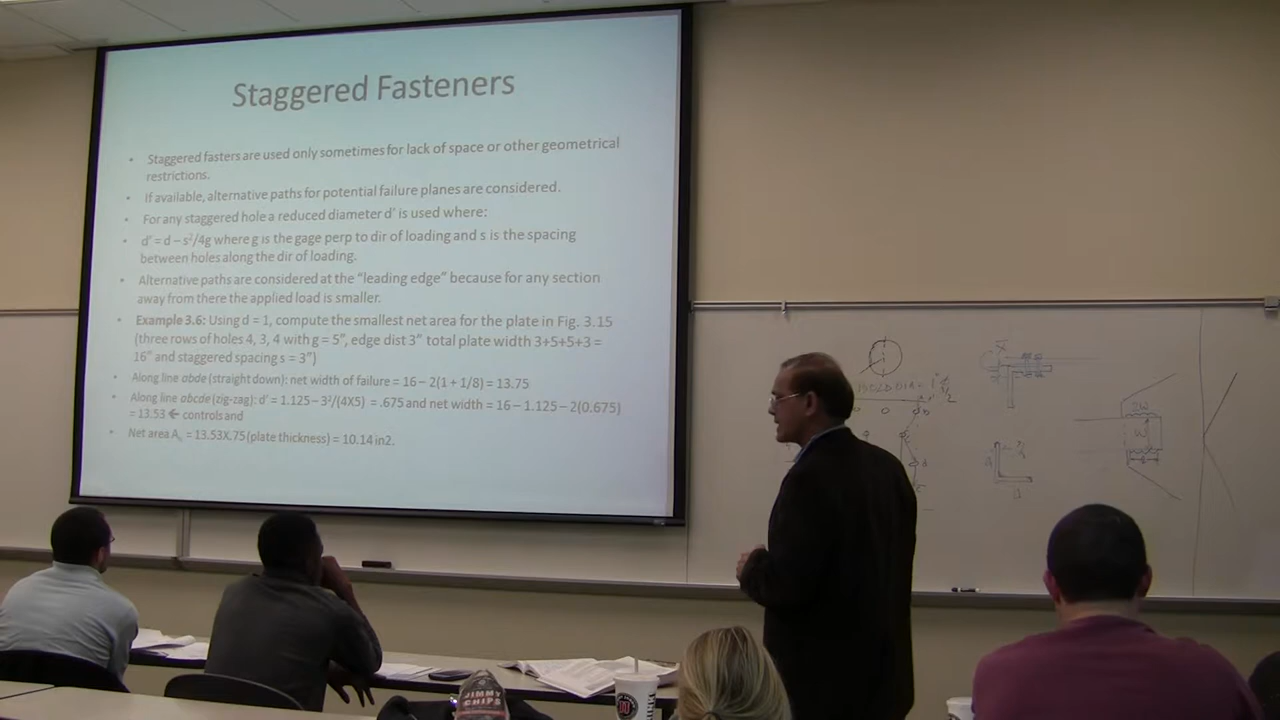 Staggered Fasteners
• Staggered fasters are used only sometimes for lack of space or other geometrical
restrictions.
• If available, alternative paths for potential failure planes are considered.
• For any staggered hole a reduced diameter d' is used where:
• d' = d – s²/4g where g is the gage perp to dir of loading and s is the spacing
between holes along the dir of loading.
• Alternative paths are considered at the "leading edge" because for any section
away from there the applied load is smaller.
• Example 3.6: Using d = 1, compute the smallest net area for the plate in Fig. 3.15
(three rows of holes 4, 3, 4 with g = 5", edge dist 3" total plate width 3+5+5+3 =
16" and staggered spacing s = 3")
• Along line abde (straight down): net width of failure = 16 – 2(1 + 1/8) = 13.75
• Along line abcde (zig-zag): d' = 1.125 – 3²/(4X5) = .675 and net width = 16 – 1.125 – 2(0.675)
= 13.53 ← controls and
• Net area Aₙ = 13.53X.75 (plate thickness) = 10.14 in2.
2W
W
JIMMY
CHIPS